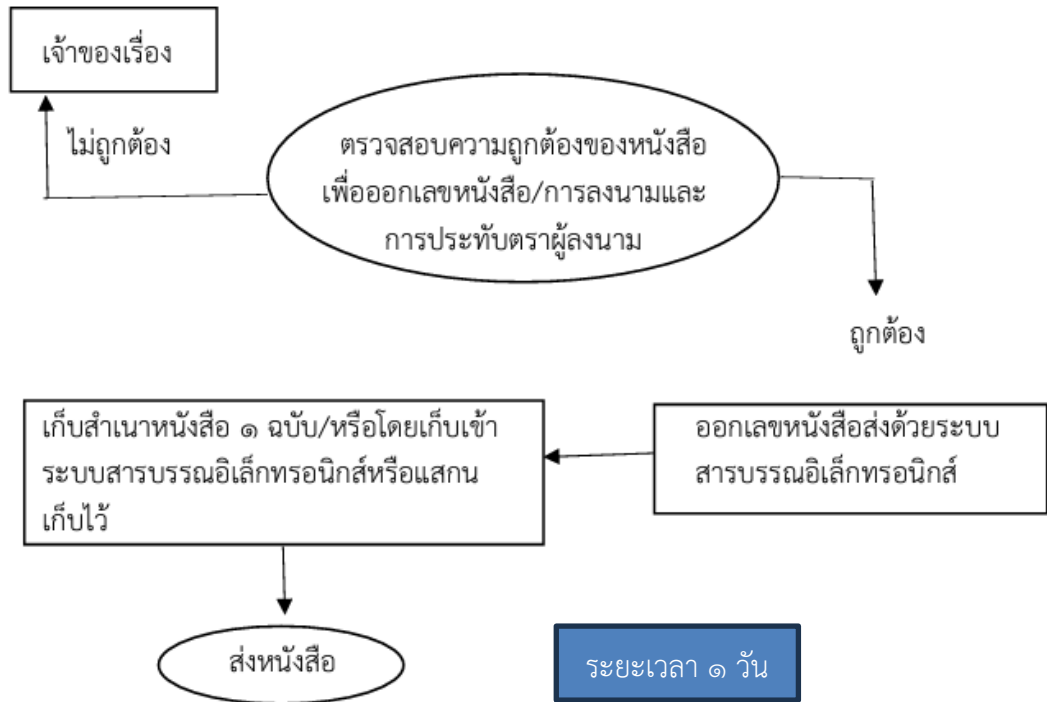 เจ้าของเรื่อง
ไม่ถูกต้อง
ตรวจสอบความถูกต้องของหนังสือ
เพื่อออกเลขหนังสือ/การลงนามและ
การประทับตราผู้ลงนาม
ถูกต้อง
ออกเลขหนังสือส่งด้วยระบบ
สารบรรณอิเล็กทรอนิกส์
เก็บสำเนาหนังสือ ๑ ฉบับ/หรือโดยเก็บเข้า
ระบบสารบรรณอิเล็กทรอนิกส์หรือแสกน
เก็บไว้
ส่งหนังสือ
ระยะเวลา ๑ วัน